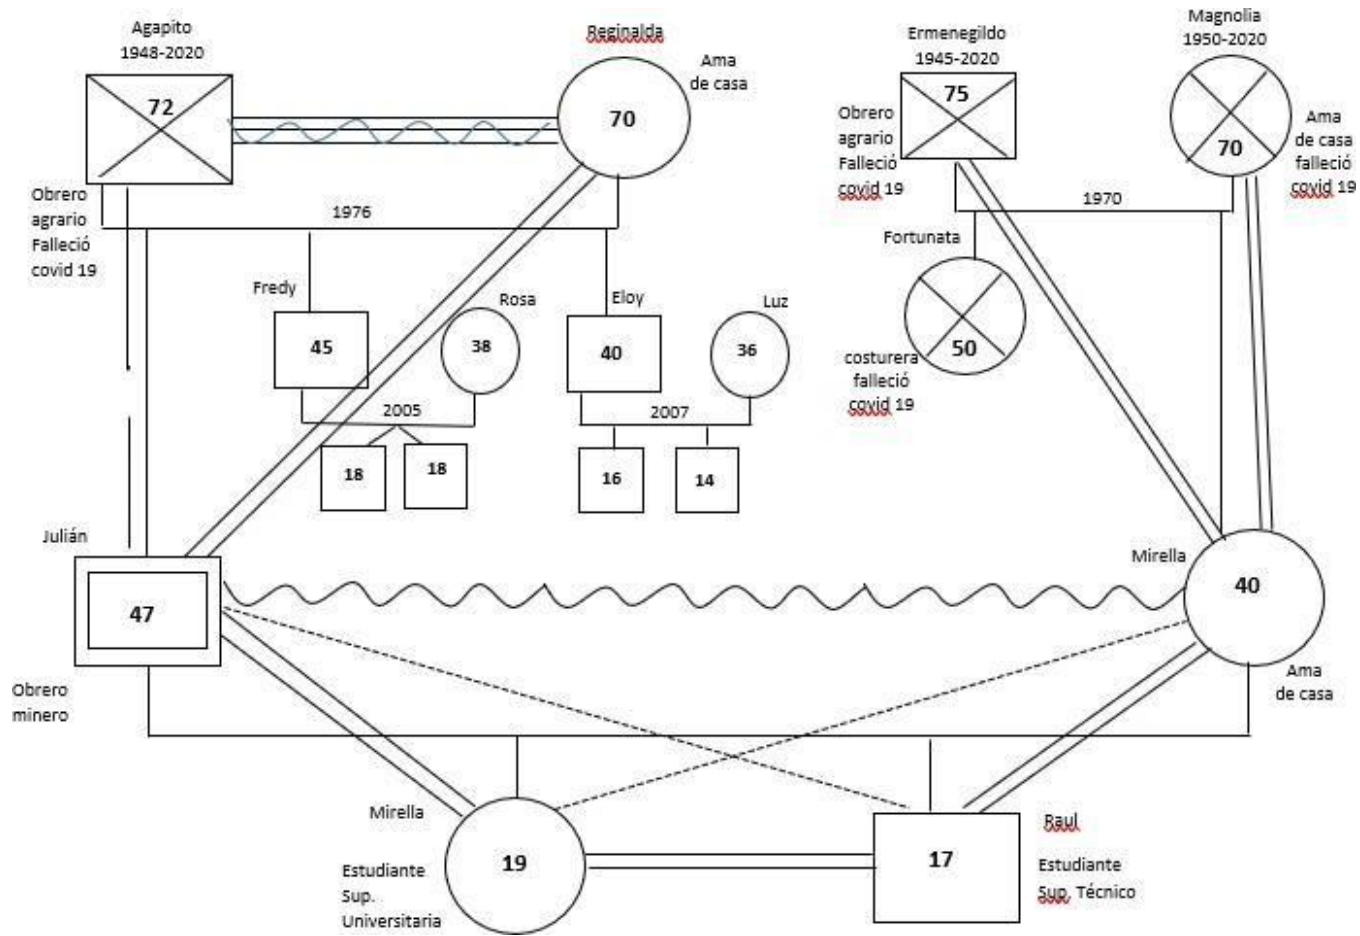 Agapito
1948-2020
72
Obrero
agrario
Falleció
covid 19
Reginalda
Ama
de casa
70
Ermenegildo
1945-2020
75
Obrero
agrario
Falleció
covid 19
Magnolia
1950-2020
70
Ama
de casa
falleció
covid 19
1976
1970
Fredy
45
Rosa
38
Eloy
40
Luz
36
Fortunata
50
costurera
falleció
covid 19
2005
2007
18
18
16
14
Julián
47
Obrero
minero
Mirella
40
Ama
de casa
Mirella
19
Estudiante
Sup.
Universitaria
17
Raul
Estudiante
Sup. Técnico